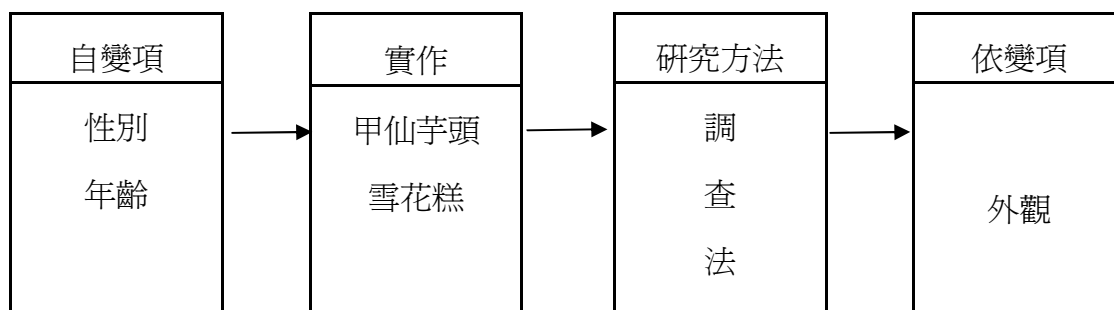 自變項
性別
年齡
實作
甲仙芋頭
雪花糕
研究方法
調
查
法
依變項
外觀